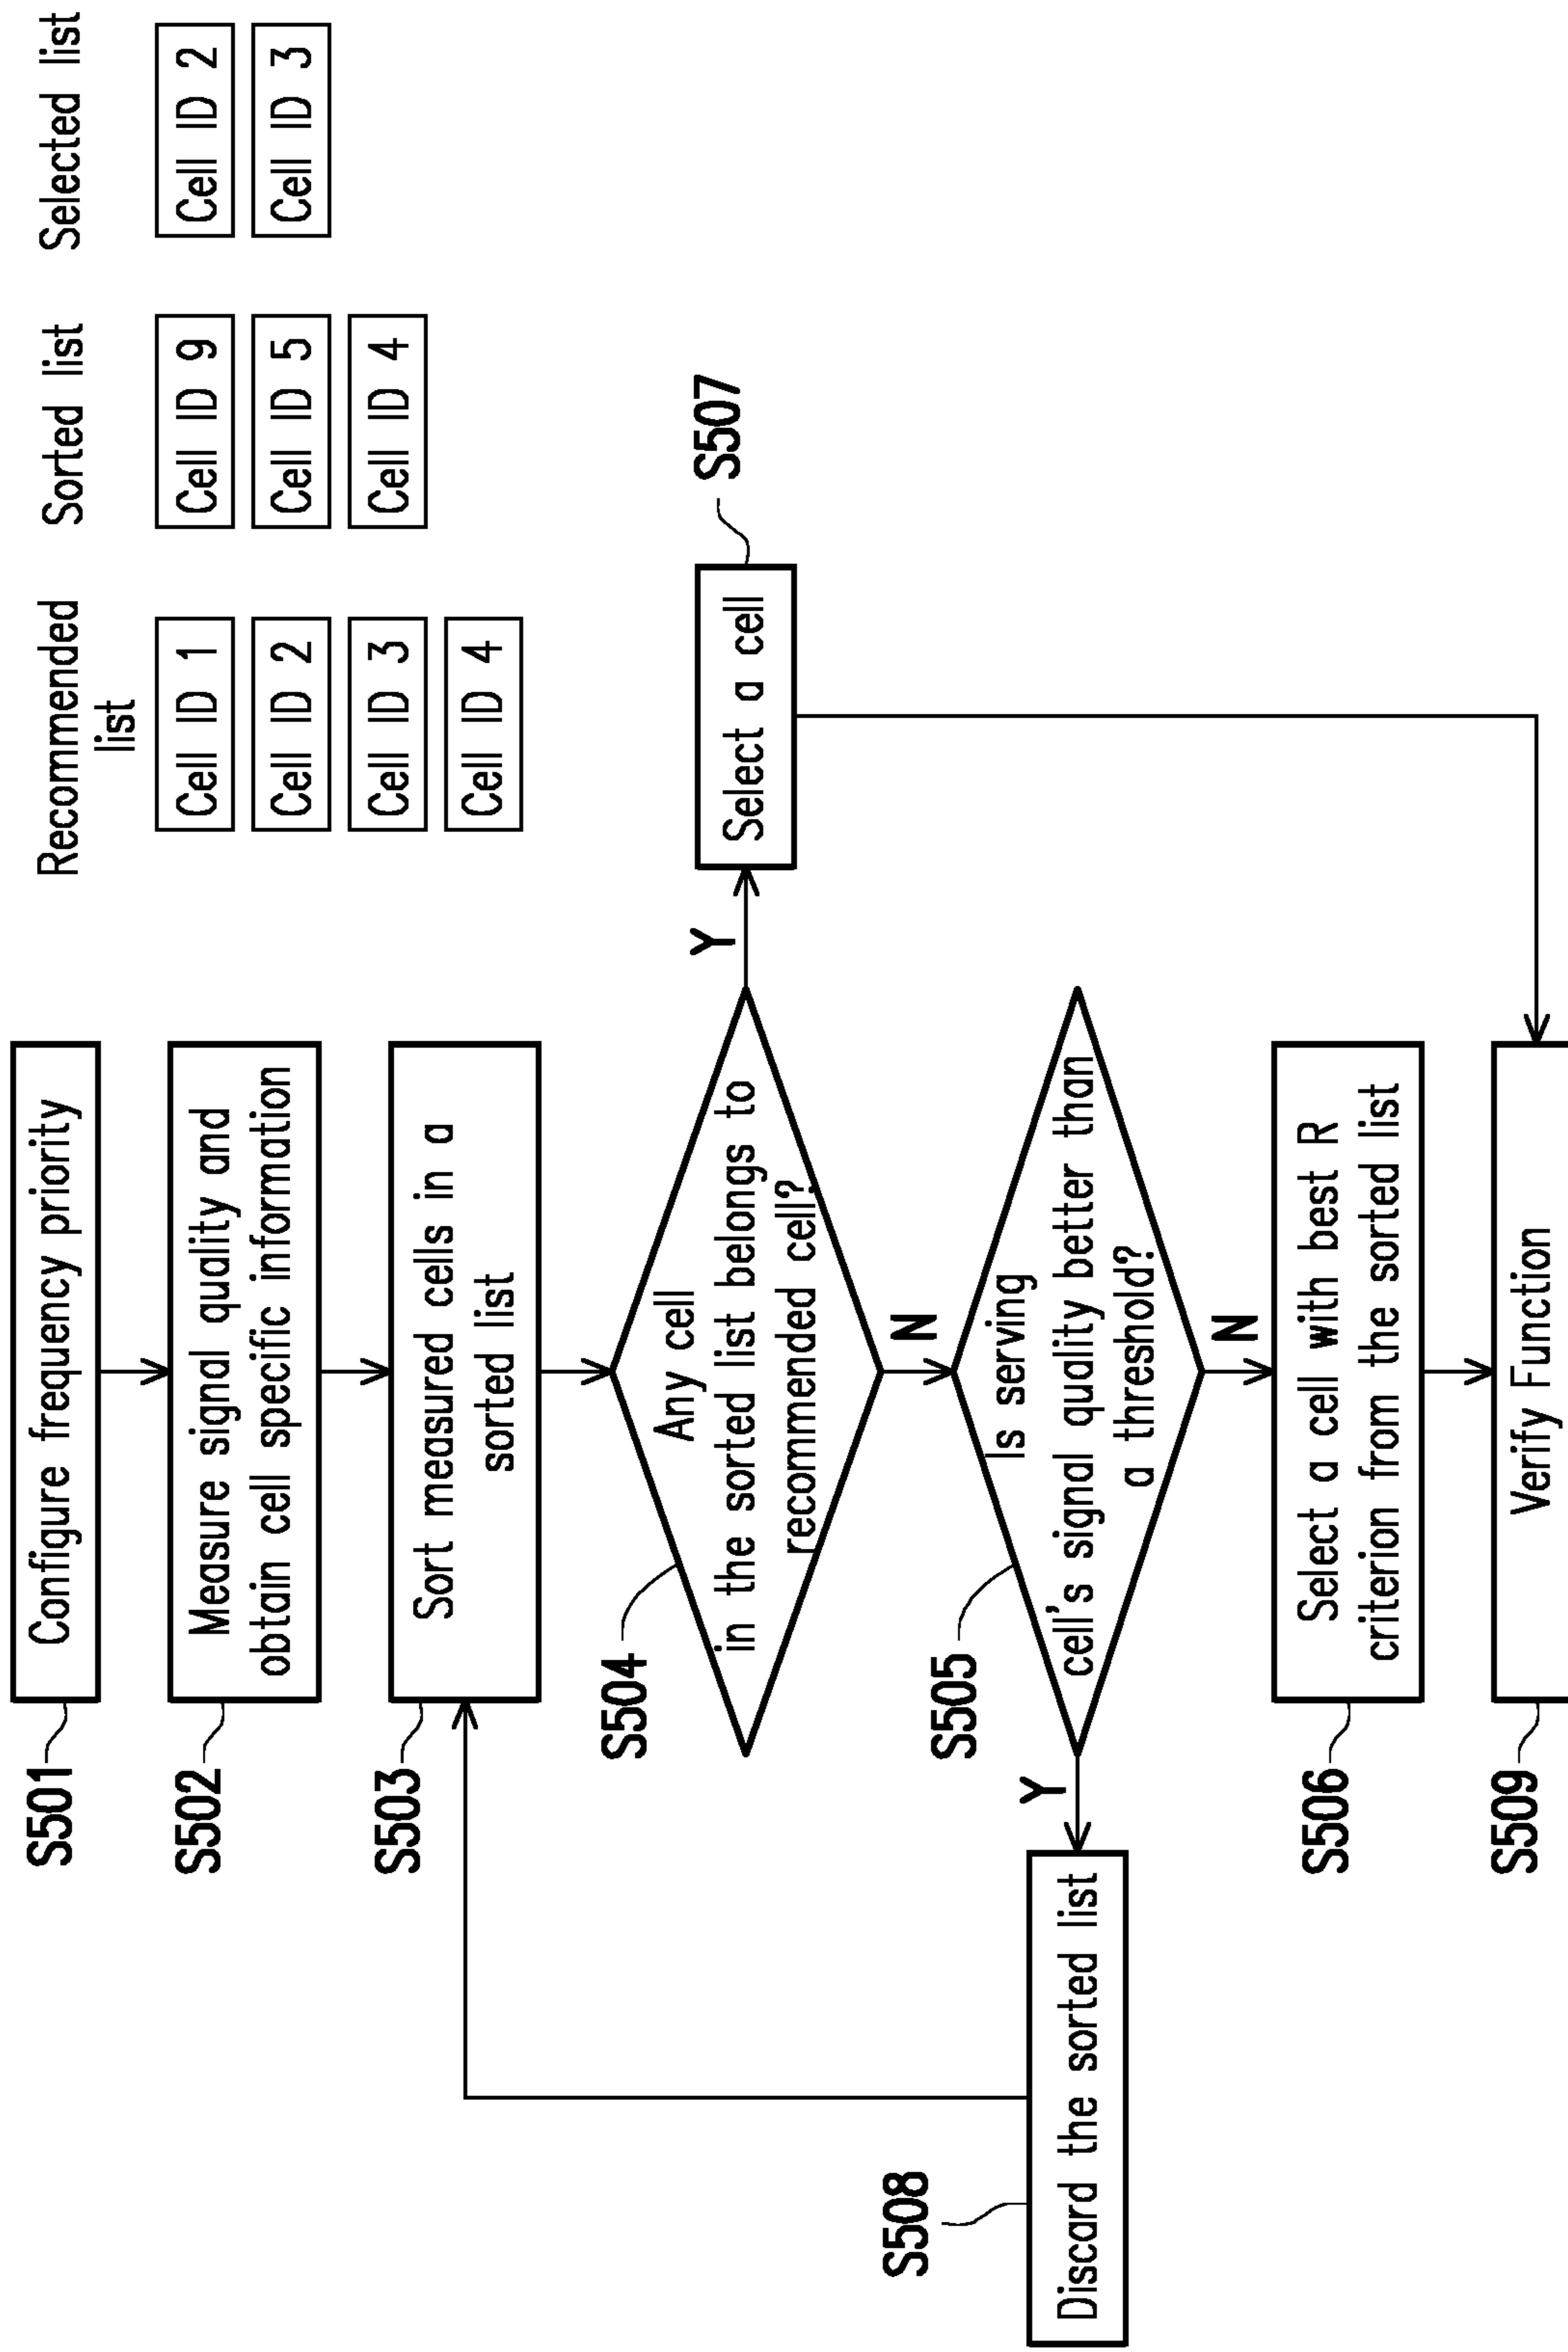 Recommended
list
Cell ID 1
Cell ID 2
Cell ID 3
Cell ID 4
Sorted list
Cell ID 9
Cell ID 5
Cell ID 4
Selected list
Cell ID 2
Cell ID 3
S501
Configure frequency priority
S502
Measure signal quality and
obtain cell specific information
S503
Sort measured cells in a
sorted list
S504
Any cell
in the sorted list belongs to
recommended cell?
Y
Select a cell
S507
N
S505
Is serving
cell's signal quality better than
a threshold?
Y
S508
Discard the sorted list
N
S506
Select a cell with best R
criterion from the sorted list
S509
Verify Function